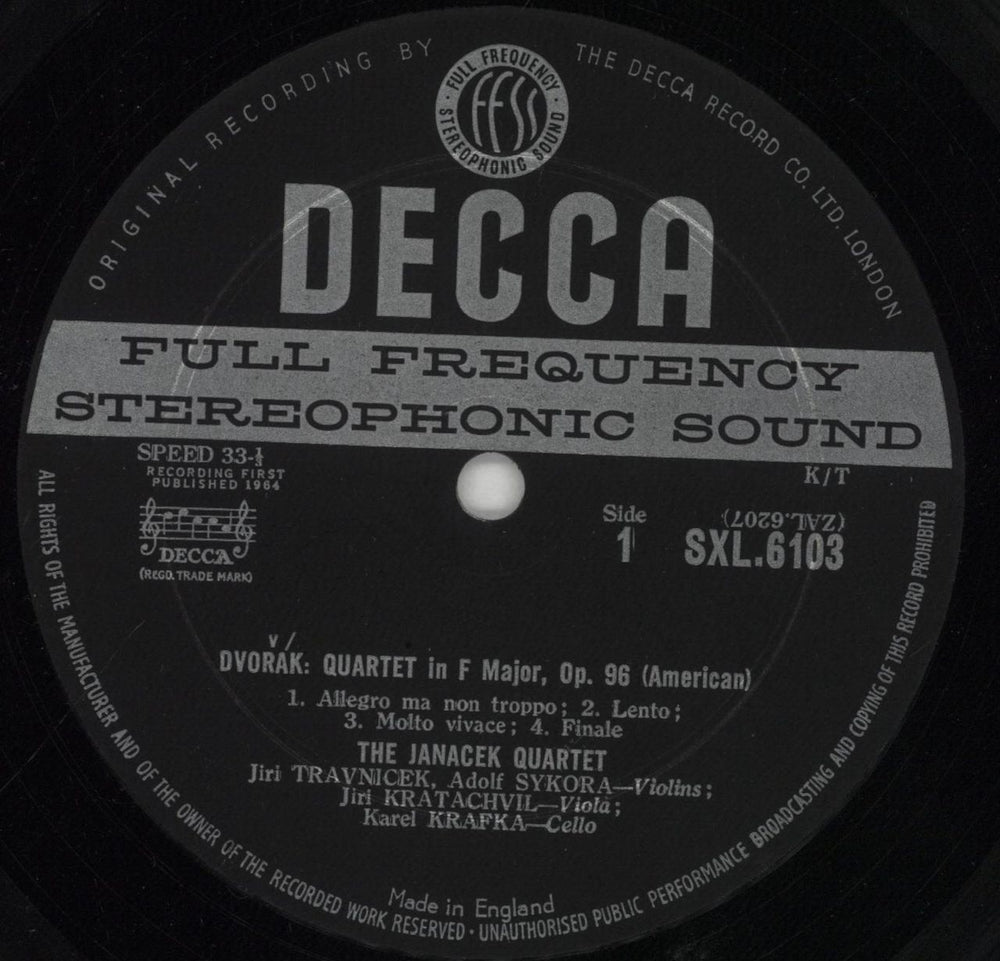 ORIGINAL RECORDING BY THE DECCA RECORD CO. LTD. LONDON
FULL FREQUENCY
ffss
STEREOPHONIC SOUND
DECCA
FULL FREQUENCY
STEREOPHONIC SOUND
SPEED 33-⅓
RECORDING FIRST
PUBLISHED 1964
K/T
DECCA
(REGD. TRADE MARK)
Side
1
(ZAL.6207)
SXL.6103
DVOŘÁK: QUARTET in F Major, Op. 96 (American)
1. Allegro ma non troppo; 2. Lento;
3. Molto vivace; 4. Finale
THE JANACEK QUARTET
Jiri TRAVNICEK, Adolf SYKORA—Violins;
Jiri KRATACHVIL—Viola;
Karel KRAFKA—Cello
Made in England
ALL RIGHTS OF THE MANUFACTURER AND OF THE OWNER OF THE RECORDED WORK RESERVED · UNAUTHORISED PUBLIC PERFORMANCE BROADCASTING AND COPYING OF THIS RECORD PROHIBITED